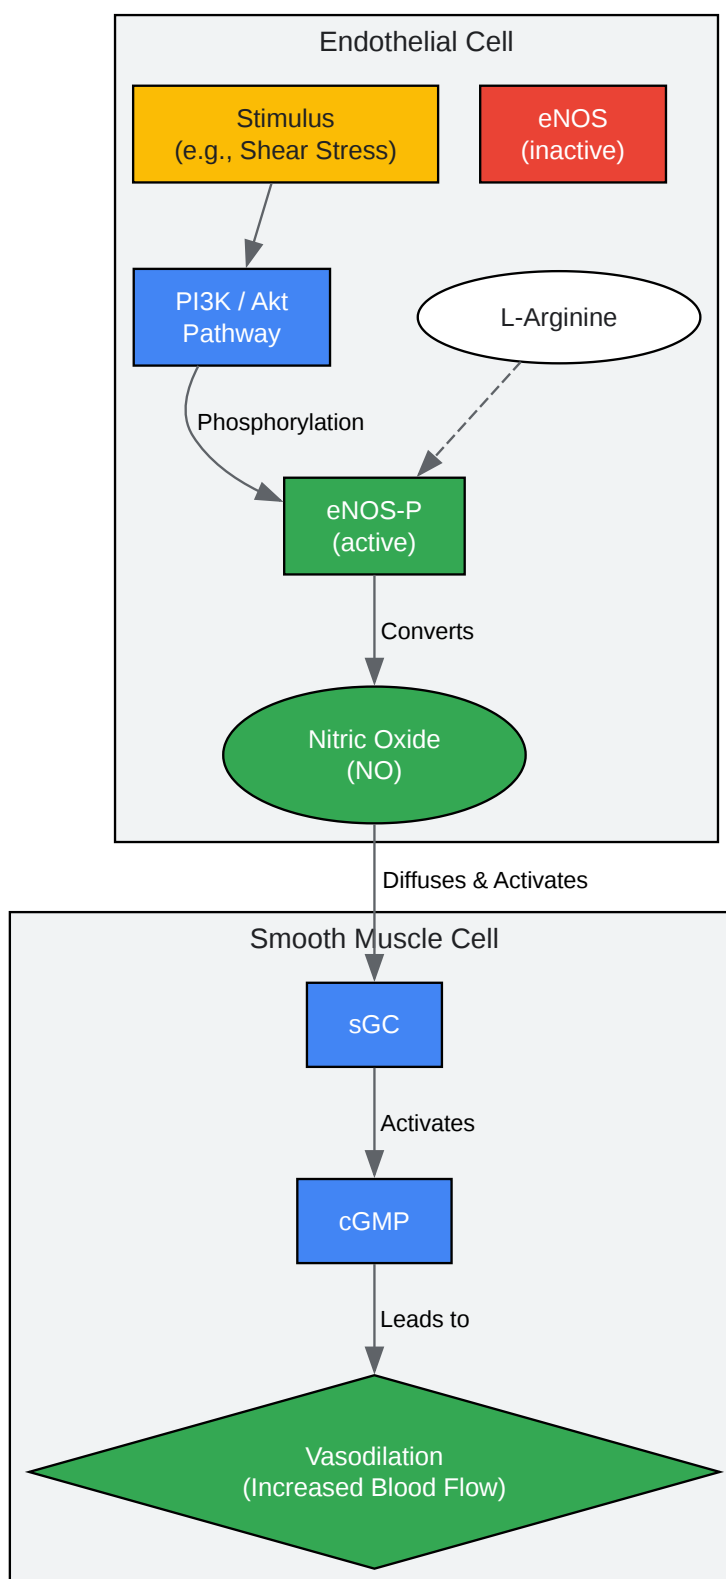 Endothelial Cell
Stimulus
(e.g., Shear Stress)
eNOS
(inactive)
PI3K / Akt
Pathway
L-Arginine
Phosphorylation
eNOS-P
(active)
Converts
Nitric Oxide
(NO)
Diffuses & Activates
Smooth Muscle Cell
sGC
Activates
cGMP
Leads to
Vasodilation
(Increased Blood Flow)